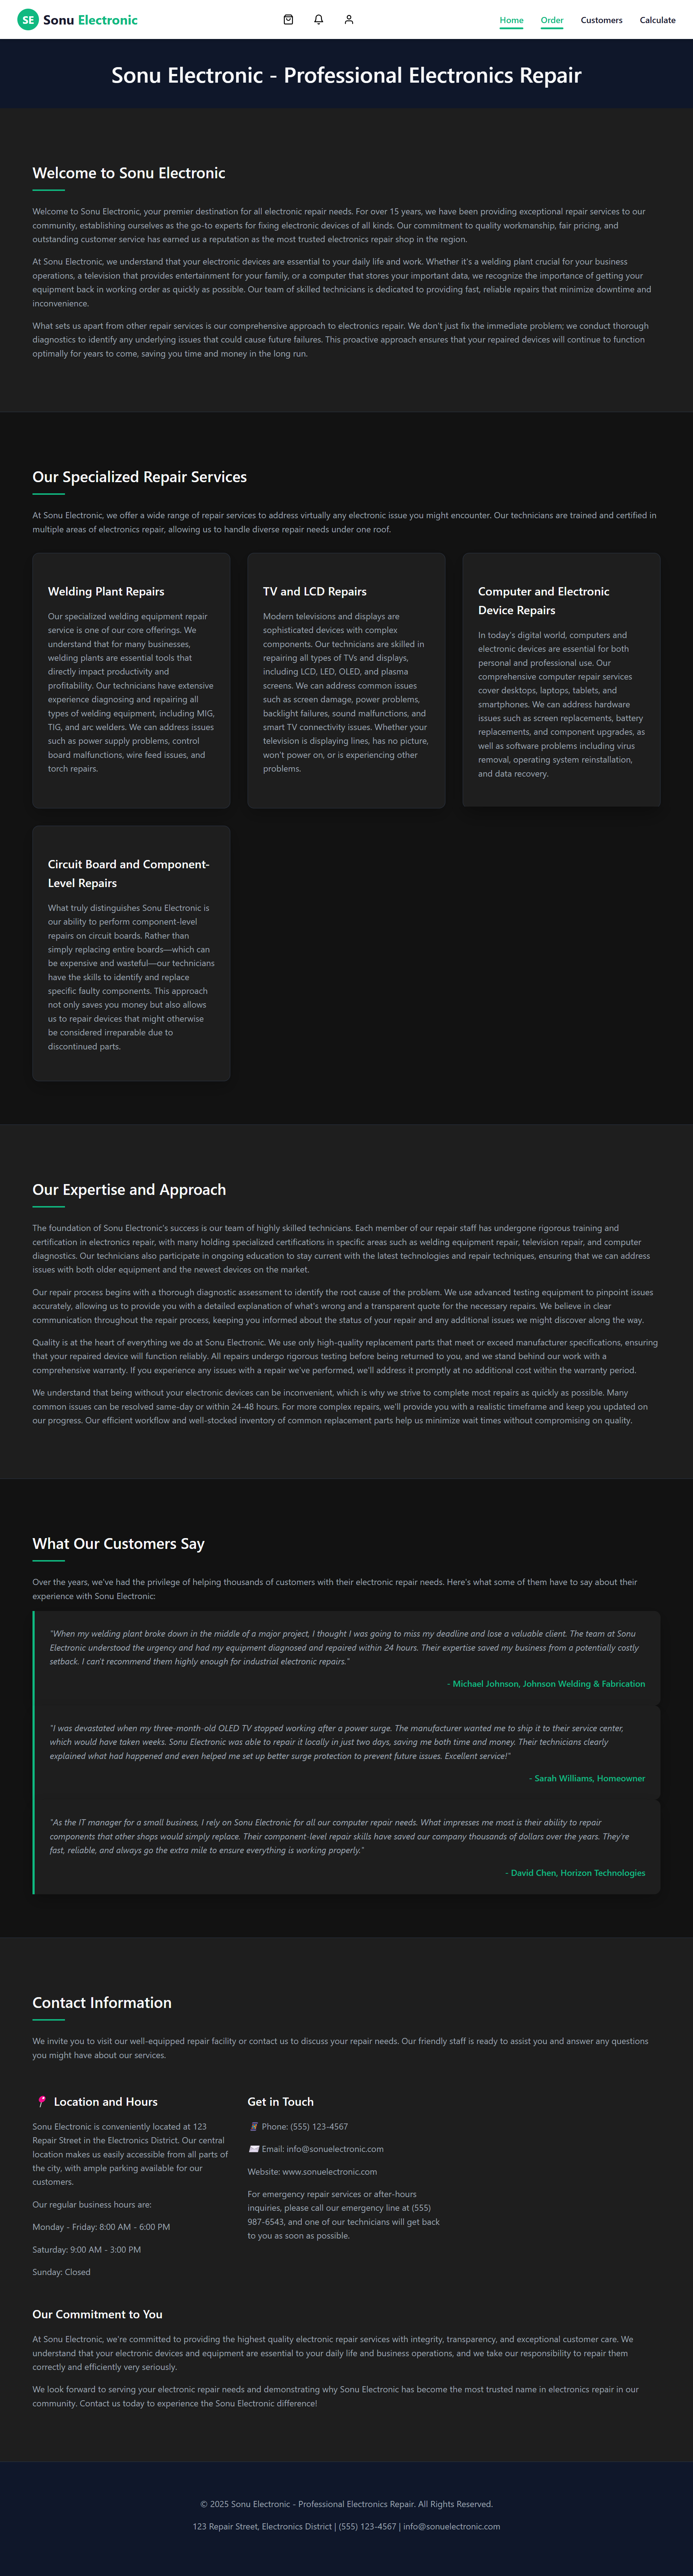 SE Sonu Electronic
Home Order Customers Calculate
Sonu Electronic - Professional Electronics Repair
Welcome to Sonu Electronic
Welcome to Sonu Electronic, your premier destination for all electronic repair needs. For over 15 years, we have been providing exceptional repair services to our
community, establishing ourselves as the go-to experts for fixing electronic devices of all kinds. Our commitment to quality workmanship, fair pricing, and
outstanding customer service has earned us a reputation as the most trusted electronics repair shop in the region.
At Sonu Electronic, we understand that your electronic devices are essential to your daily life and work. Whether it's a welding plant crucial for your business
operations, a television that provides entertainment for your family, or a computer that stores your important data, we recognize the importance of getting your
equipment back in working order as quickly as possible. Our team of skilled technicians is dedicated to providing fast, reliable repairs that minimize downtime and
inconvenience.
What sets us apart from other repair services is our comprehensive approach to electronics repair. We don't just fix the immediate problem; we conduct thorough
diagnostics to identify any underlying issues that could cause future failures. This proactive approach ensures that your repaired devices will continue to function
optimally for years to come, saving you time and money in the long run.
Our Specialized Repair Services
At Sonu Electronic, we offer a wide range of repair services to address virtually any electronic issue you might encounter. Our technicians are trained and certified in
multiple areas of electronics repair, allowing us to handle diverse repair needs under one roof.
Welding Plant Repairs
Our specialized welding equipment repair
service is one of our core offerings. We
understand that for many businesses,
welding plants are essential tools that
directly impact productivity and
profitability. Our technicians have extensive
experience diagnosing and repairing all
types of welding equipment, including MIG,
TIG, and arc welders. We can address issues
such as power supply problems, control
board malfunctions, wire feed issues, and
torch repairs.
TV and LCD Repairs
Modern televisions and displays are
sophisticated devices with complex
components. Our technicians are skilled in
repairing all types of TVs and displays,
including LCD, LED, OLED, and plasma
screens. We can address common issues
such as screen damage, power problems,
backlight failures, sound malfunctions, and
smart TV connectivity issues. Whether your
television is displaying lines, has no picture,
won't power on, or is experiencing other
problems.
Computer and Electronic
Device Repairs
In today's digital world, computers and
electronic devices are essential for both
personal and professional use. Our
comprehensive computer repair services
cover desktops, laptops, tablets, and
smartphones. We can address hardware
issues such as screen replacements, battery
replacements, and component upgrades, as
well as software problems including virus
removal, operating system reinstallation,
and data recovery.
Circuit Board and Component-
Level Repairs
What truly distinguishes Sonu Electronic is
our ability to perform component-level
repairs on circuit boards. Rather than
simply replacing entire boards—which can
be expensive and wasteful—our technicians
have the skills to identify and replace
specific faulty components. This approach
not only saves you money but also allows
us to repair devices that might otherwise
be considered irreparable due to
discontinued parts.
Our Expertise and Approach
The foundation of Sonu Electronic's success is our team of highly skilled technicians. Each member of our repair staff has undergone rigorous training and
certification in electronics repair, with many holding specialized certifications in specific areas such as welding equipment repair, television repair, and computer
diagnostics. Our technicians also participate in ongoing education to stay current with the latest technologies and repair techniques, ensuring that we can address
issues with both older equipment and the newest devices on the market.
Our repair process begins with a thorough diagnostic assessment to identify the root cause of the problem. We use advanced testing equipment to pinpoint issues
accurately, allowing us to provide you with a detailed explanation of what's wrong and a transparent quote for the necessary repairs. We believe in clear
communication throughout the repair process, keeping you informed about the status of your repair and any additional issues we might discover along the way.
Quality is at the heart of everything we do at Sonu Electronic. We use only high-quality replacement parts that meet or exceed manufacturer specifications, ensuring
that your repaired device will function reliably. All repairs undergo rigorous testing before being returned to you, and we stand behind our work with a
comprehensive warranty. If you experience any issues with a repair we've performed, we'll address it promptly at no additional cost within the warranty period.
We understand that being without your electronic devices can be inconvenient, which is why we strive to complete most repairs as quickly as possible. Many
common issues can be resolved same-day or within 24-48 hours. For more complex repairs, we'll provide you with a realistic timeframe and keep you updated on
our progress. Our efficient workflow and well-stocked inventory of common replacement parts help us minimize wait times without compromising on quality.
What Our Customers Say
Over the years, we've had the privilege of helping thousands of customers with their electronic repair needs. Here's what some of them have to say about their
experience with Sonu Electronic:
"When my welding plant broke down in the middle of a major project, I thought I was going to miss my deadline and lose a valuable client. The team at Sonu
Electronic understood the urgency and had my equipment diagnosed and repaired within 24 hours. Their expertise saved my business from a potentially costly
setback. I can't recommend them highly enough for industrial electronic repairs."
- Michael Johnson, Johnson Welding & Fabrication
"I was devastated when my three-month-old OLED TV stopped working after a power surge. The manufacturer wanted me to ship it to their service center,
which would have taken weeks. Sonu Electronic was able to repair it locally in just two days, saving me both time and money. Their technicians clearly
explained what had happened and even helped me set up better surge protection to prevent future issues. Excellent service!"
- Sarah Williams, Homeowner
"As the IT manager for a small business, I rely on Sonu Electronic for all our computer repair needs. What impresses me most is their ability to repair
components that other shops would simply replace. Their component-level repair skills have saved our company thousands of dollars over the years. They're
fast, reliable, and always go the extra mile to ensure everything is working properly."
- David Chen, Horizon Technologies
Contact Information
We invite you to visit our well-equipped repair facility or contact us to discuss your repair needs. Our friendly staff is ready to assist you and answer any questions
you might have about our services.
Location and Hours
Sonu Electronic is conveniently located at 123
Repair Street in the Electronics District. Our central
location makes us easily accessible from all parts of
the city, with ample parking available for our
customers.
Our regular business hours are:
Monday - Friday: 8:00 AM - 6:00 PM
Saturday: 9:00 AM - 3:00 PM
Sunday: Closed
Get in Touch
Phone: (555) 123-4567
Email: info@sonuelectronic.com
Website: www.sonuelectronic.com
For emergency repair services or after-hours
inquiries, please call our emergency line at (555)
987-6543, and one of our technicians will get back
to you as soon as possible.
Our Commitment to You
At Sonu Electronic, we're committed to providing the highest quality electronic repair services with integrity, transparency, and exceptional customer care. We
understand that your electronic devices and equipment are essential to your daily life and business operations, and we take our responsibility to repair them
correctly and efficiently very seriously.
We look forward to serving your electronic repair needs and demonstrating why Sonu Electronic has become the most trusted name in electronics repair in our
community. Contact us today to experience the Sonu Electronic difference!
© 2025 Sonu Electronic - Professional Electronics Repair. All Rights Reserved.
123 Repair Street, Electronics District | (555) 123-4567 | info@sonuelectronic.com